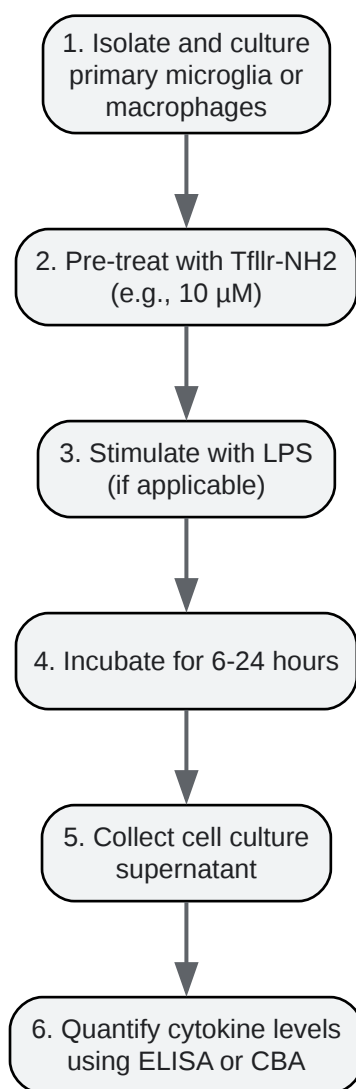 1. Isolate and culture
primary microglia or
macrophages
2. Pre-treat with Tfllr-NH2
(e.g., 10 µM)
3. Stimulate with LPS
(if applicable)
4. Incubate for 6-24 hours
5. Collect cell culture
supernatant
6. Quantify cytokine levels
using ELISA or CBA